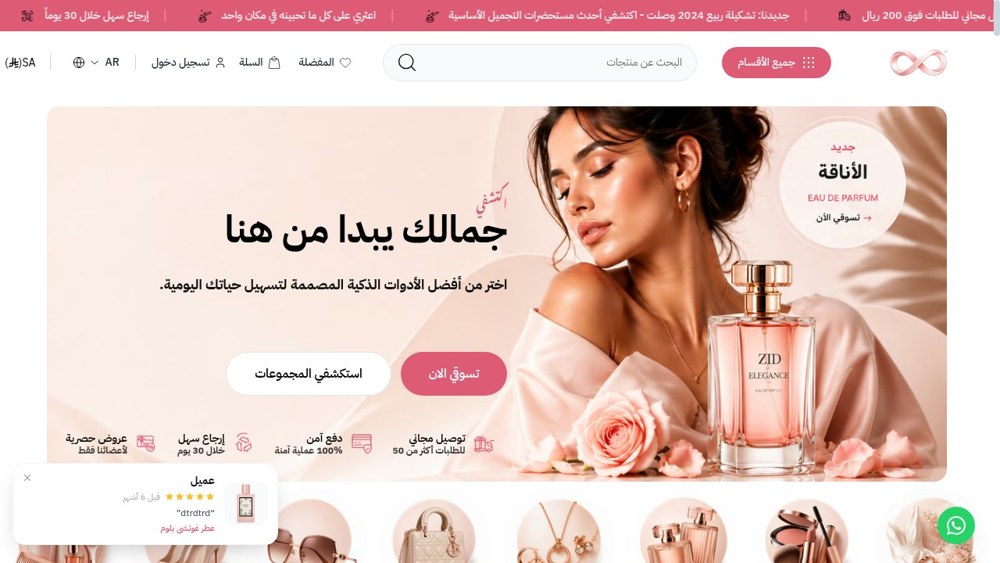 مجاني للطلبات فوق 200 ريال
جديدنا: تشكيلة ربيع 2024 وصلت - اكتشفي أحدث مستحضرات التجميل الأساسية
اعثري على كل ما تحبينه في مكان واحد
إرجاع سهل خلال 30 يوماً
جميع الأقسام
البحث عن منتجات
المفضلة
السلة
تسجيل دخول
AR
SA
جديد
الأناقة
EAU DE PARFUM
تسوقي الأن →
اكتشفي
جمالك يبدا من هنا
اختر من أفضل الأدوات الذكية المصممة لتسهيل حياتك اليومية.
تسوقي الان
استكشفي المجموعات
ZID
ELEGANCE
توصيل مجاني
للطلبات أكثر من 50
دفع آمن
100% عملية آمنة
إرجاع سهل
خلال 30 يوم
عروض حصرية
لأعضائنا فقط
عميل
قبل 6 أشهر
"dtrdtrd"
عطر غوتشي بلوم